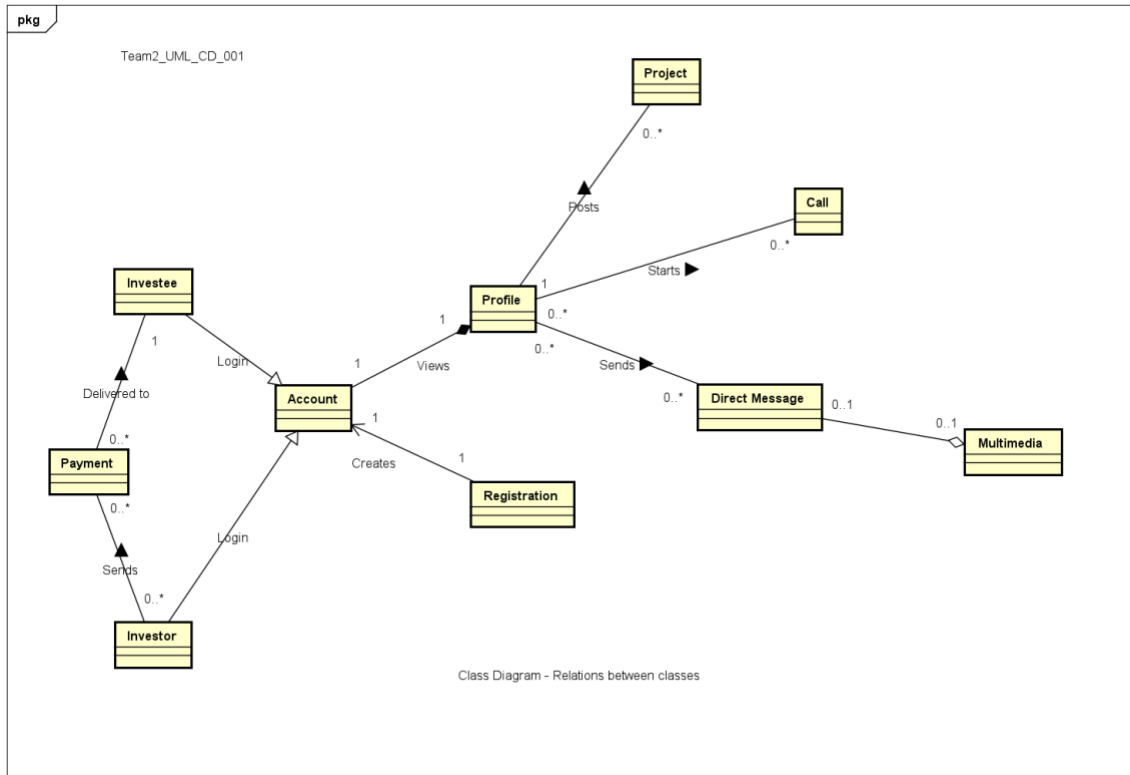 pkg
Team2_UML_CD_001
Project
0..*
Posts
Call
0..*
Starts
1
Investee
Profile
1
0..*
0..*
1
Login
Sends
Views
1
Delivered to
Account
Direct Message
0..*
0..1
0..1
1
0..*
Payment
Creates
1
Multimedia
0..*
Registration
Login
Sends
0..*
Investor
Class Diagram - Relations between classes